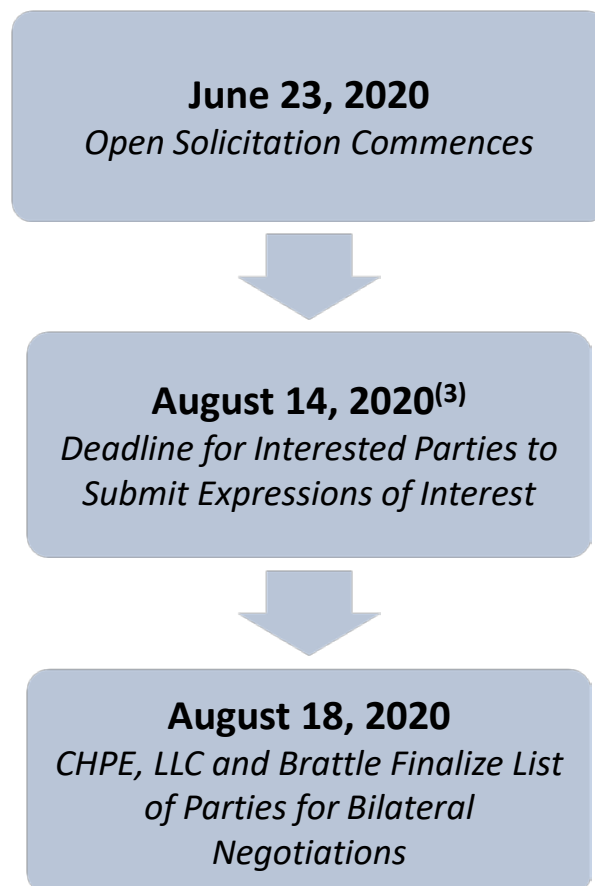 June 23, 2020
Open Solicitation Commences
August 14, 2020(3)
Deadline for Interested Parties to
Submit Expressions of Interest
August 18, 2020
CHPE, LLC and Brattle Finalize List
of Parties for Bilateral
Negotiations